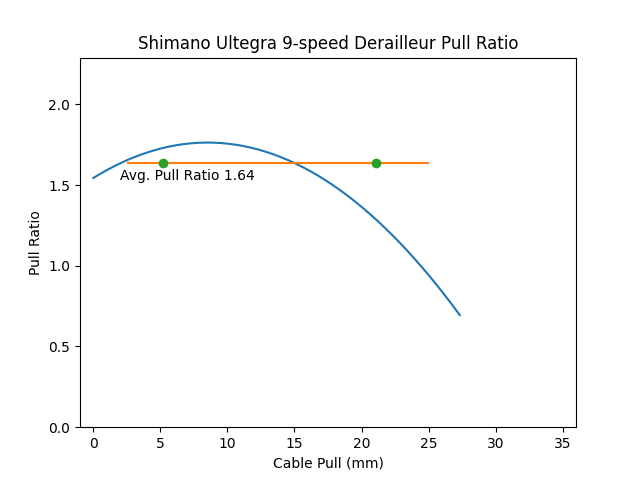 Shimano Ultegra 9-speed Derailleur Pull Ratio
2.0
1.5
1.0
0.5
0.0
Pull Ratio
Avg. Pull Ratio 1.64
0 5 10 15 20 25 30 35
Cable Pull (mm)